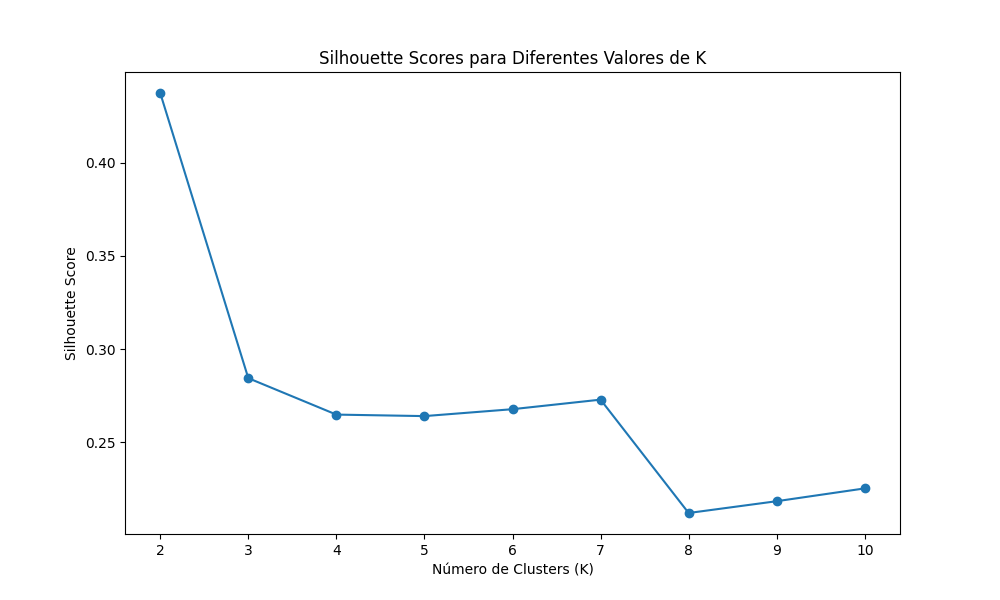 Silhouette Scores para Diferentes Valores de K
Silhouette Score
0.40
0.35
0.30
0.25
2 3 4 5 6 7 8 9 10
Número de Clusters (K)